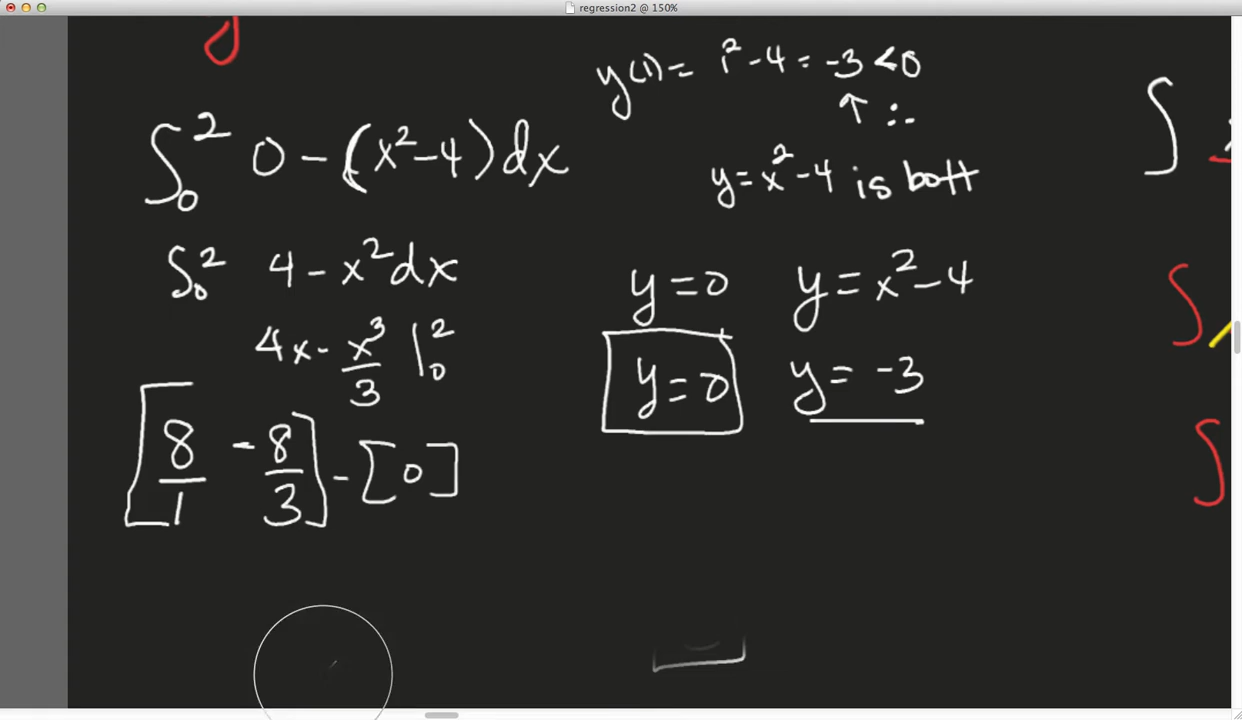 regression2 @ 150%
y
y(1) = 1² - 4 = -3 < 0
↑ ∴
∫₀² 0 - (x² - 4) dx
y = x² - 4 is bott
∫₀² 4 - x² dx
y = 0 y = x² - 4
4x - x³/3 |₀²
y = 0 y = -3
[8/1 - 8/3] - [0]
∫
∫
∫